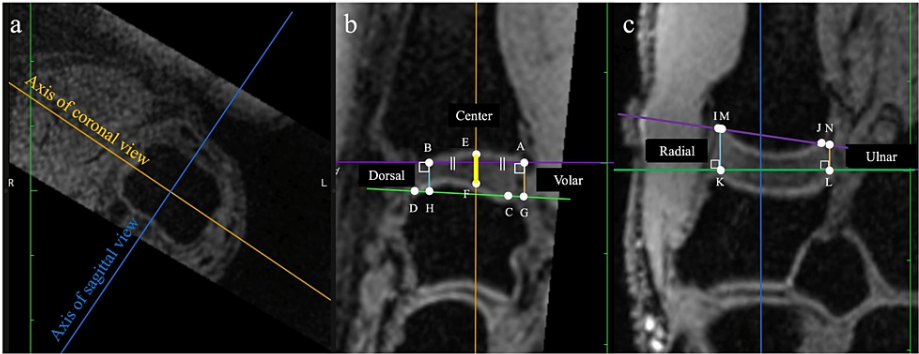 a
Axis of coronal view
Axis of sagittal view
R
L
b
Center
E
B
A
Dorsal
Volar
F
D
H
C
G
c
I M
J N
Radial
Ulnar
K
L